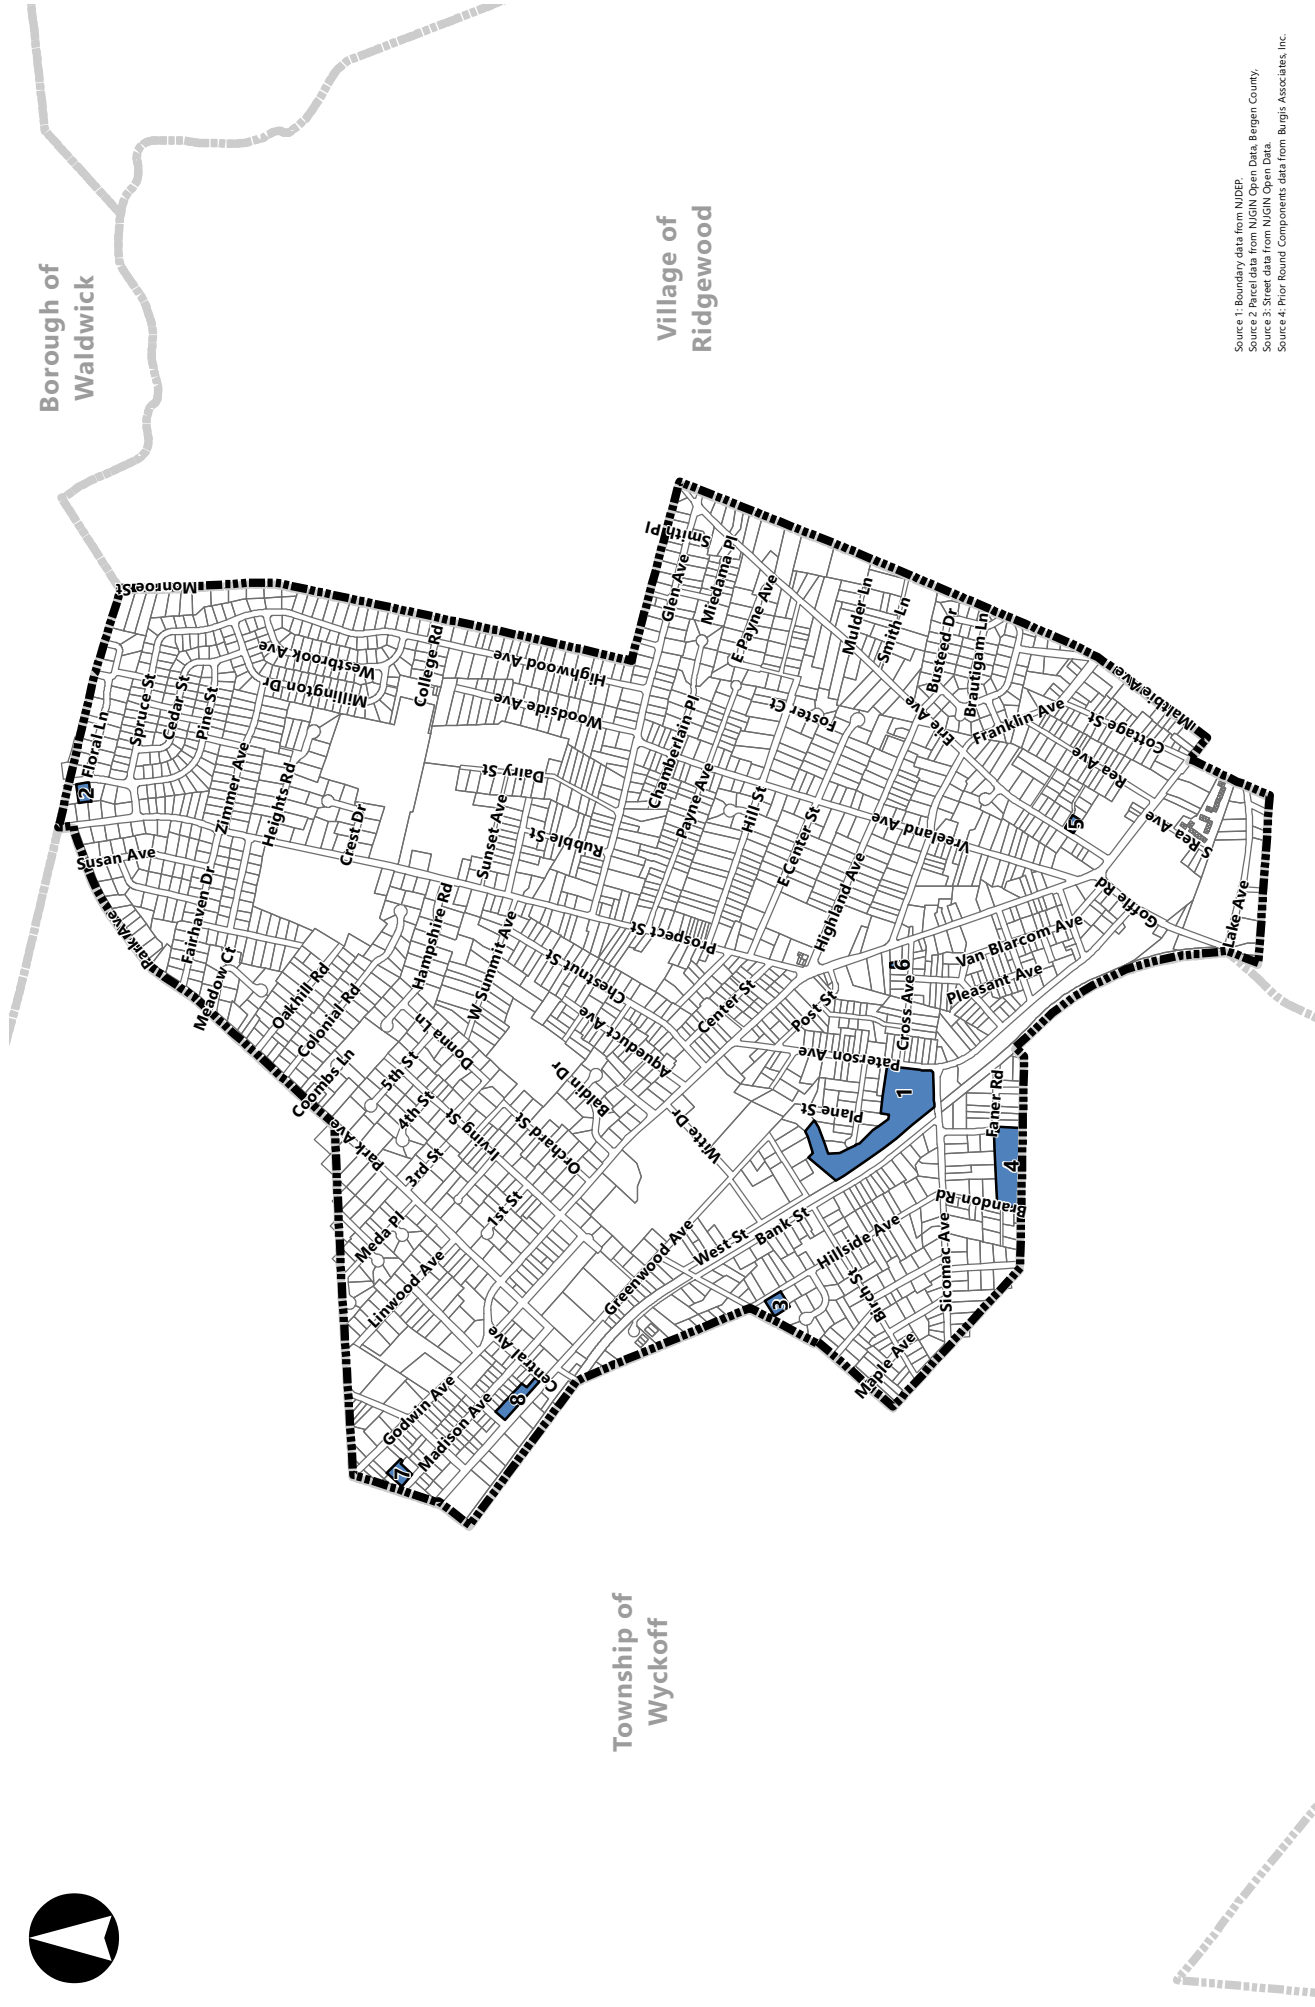 Borough of
Waldwick
Village of
Ridgewood
Township of
Wyckoff
Source 1: Boundary data from NJDEP.
Source 2 Parcel data from NJGIN Open Data, Bergen County,
Source 3: Street data from NJGIN Open Data.
Source 4: Prior Round Components data from Burgis Associates, Inc.
Monroe St
Floral Ln
Spruce St
Cedar St
Pine St
Westbrook Ave
Millington Dr
College Rd
Highwood Ave
Woodside Ave
Zimmer Ave
Heights Rd
Crest Dr
Susan Ave
Park Ave
Fairhaven Dr
Meadow Ct
Oakhill Rd
Colonial Rd
Coombs Ln
Hampshire Rd
W Summit Ave
Sunset Ave
Dairy St
Rubble St
Smith Pl
Glen Ave
Miedama Pl
E Payne Ave
Chamberlain Pl
Payne Ave
Hill St
E Center St
Foster Ct
Mulder Ln
Smith Ln
Busteed Dr
Brautigam Ln
Erie Ave
Franklin Ave
Maltbie Ave
Cottage St
Rea Ave
S Rea Ave
Vreeland Ave
Highland Ave
Prospect St
Chestnut St
Aqueduct Ave
Center St
Post St
Paterson Ave
Cross Ave
Van Blarcom Ave
Pleasant Ave
Goffle Rd
Lake Ave
Donna Ln
5th St
4th St
3rd St
1st St
Irving St
Orchard St
Baldin Dr
Witte Dr
Plane St
Faner Rd
Brandon Rd
Park Ave
Meda Pl
Linwood Ave
Greenwood Ave
West St
Bank St
Hillside Ave
Birch St
Sicomac Ave
Maple Ave
Central Ave
Godwin Ave
Madison Ave
1
2
3
4
5
6
7
8